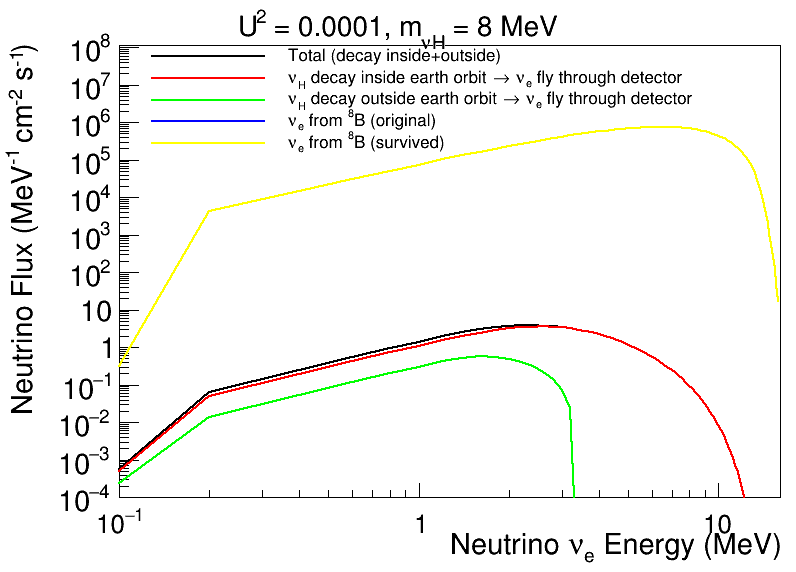 U² = 0.0001, m_νH = 8 MeV
Total (decay inside+outside)
ν_H decay inside earth orbit → ν_e fly through detector
ν_H decay outside earth orbit → ν_e fly through detector
ν_e from ⁸B (original)
ν_e from ⁸B (survived)
Neutrino Flux (MeV⁻¹ cm⁻² s⁻¹)
10⁸
10⁷
10⁶
10⁵
10⁴
10³
10²
10
1
10⁻¹
10⁻²
10⁻³
10⁻⁴
10⁻¹ 1 10
Neutrino ν_e Energy (MeV)